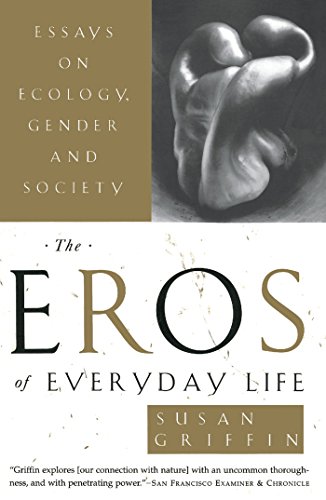 ESSAYS
ON
ECOLOGY,
GENDER
AND
SOCIETY
· The ·
EROS
of EVERYDAY LIFE
SUSAN
GRIFFIN
“Griffin explores [our connection with nature] with an uncommon thorough-
ness, and with penetrating power.”–SAN FRANCISCO EXAMINER & CHRONICLE